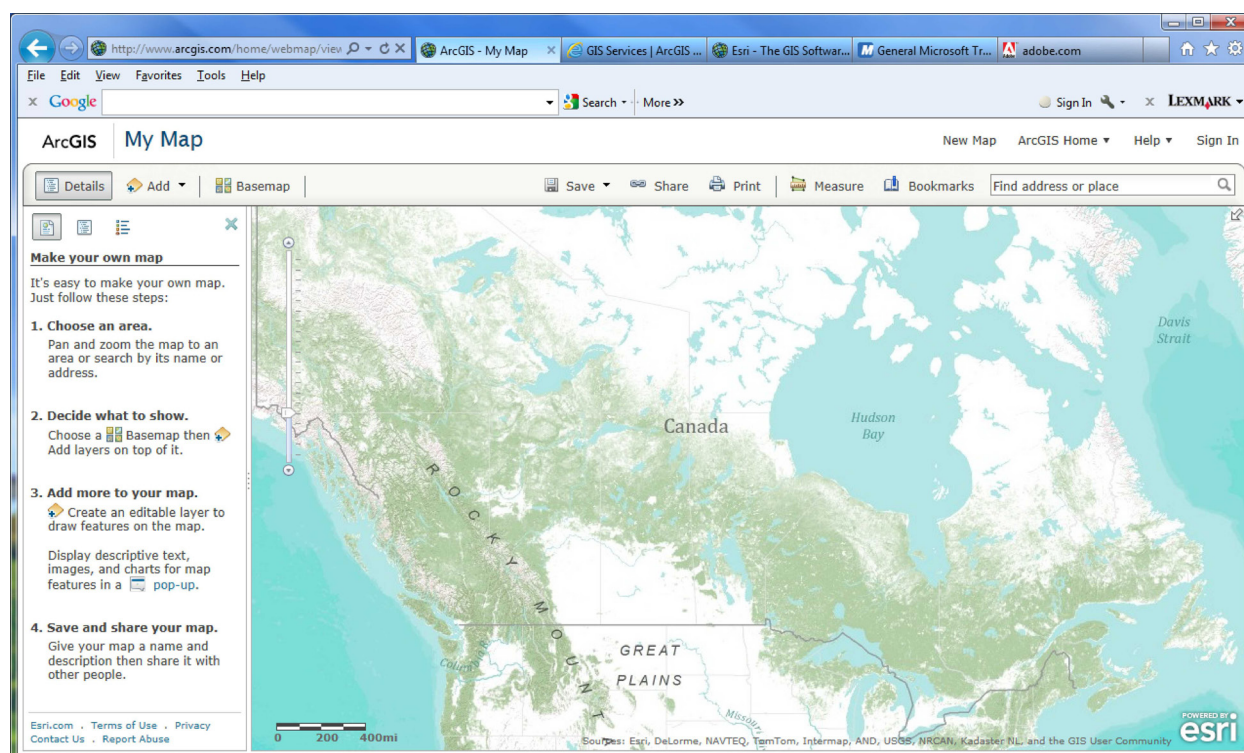 http://www.arcgis.com/home/webmap/view
ArcGIS - My Map
GIS Services | ArcGIS ...
Esri - The GIS Softwar...
General Microsoft Tr...
adobe.com
File Edit View Favorites Tools Help
x Google
Search
More >>
Sign In
x LEXMARK
ArcGIS
My Map
New Map
ArcGIS Home
Help
Sign In
Details
Add
Basemap
Save
Share
Print
Measure
Bookmarks
Find address or place
Make your own map
It's easy to make your own map.
Just follow these steps:
1. Choose an area.
Pan and zoom the map to an
area or search by its name or
address.
2. Decide what to show.
Choose a Basemap then
Add layers on top of it.
3. Add more to your map.
Create an editable layer to
draw features on the map.
Display descriptive text,
images, and charts for map
features in a pop-up.
4. Save and share your map.
Give your map a name and
description then share it with
other people.
Esri.com . Terms of Use . Privacy
Contact Us . Report Abuse
Davis
Strait
Hudson
Bay
Canada
ROCKY MOUNT
GREAT
PLAINS
Columbia R
Missouri
0 200 400mi
Sources: Esri, DeLorme, NAVTEQ, TomTom, Intermap, AND, USGS, NRCAN, Kadaster NL, and the GIS User Community
POWERED BY
esri